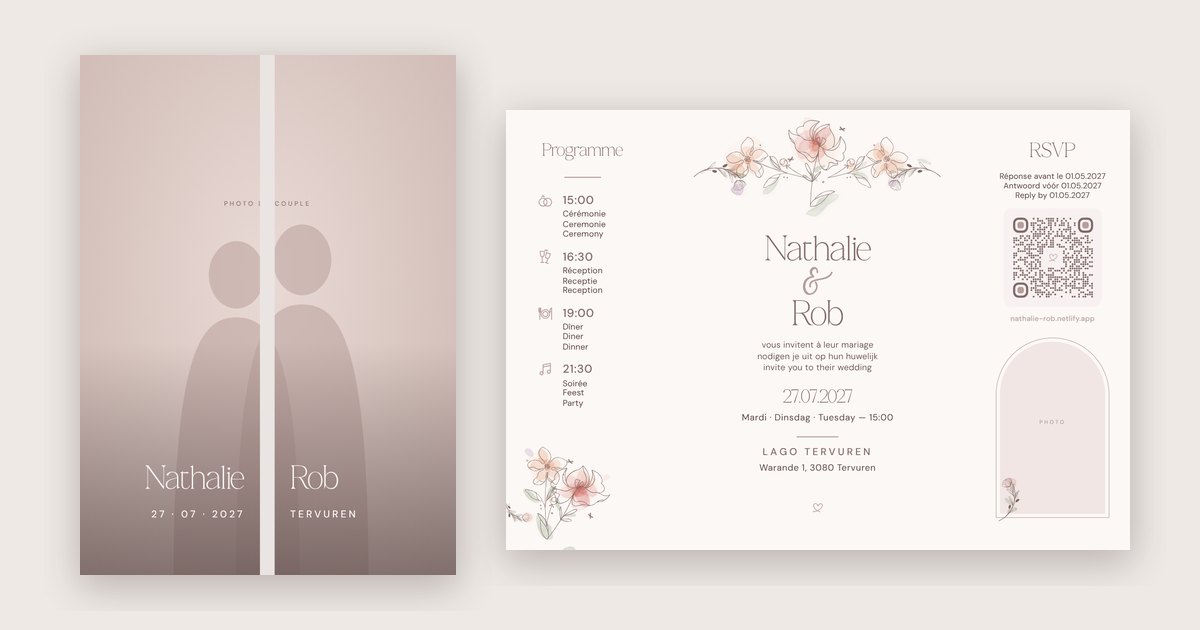 PHOTO COUPLE
Nathalie Rob
27 · 07 · 2027 TERVUREN
Programme
15:00
Cérémonie
Ceremonie
Ceremony
16:30
Réception
Receptie
Reception
19:00
Dîner
Diner
Dinner
21:30
Soirée
Feest
Party
Nathalie
&
Rob
vous invitent à leur mariage
nodigen je uit op hun huwelijk
invite you to their wedding
27.07.2027
Mardi · Dinsdag · Tuesday — 15:00
LAGO TERVUREN
Warande 1, 3080 Tervuren
RSVP
Réponse avant le 01.05.2027
Antwoord vóór 01.05.2027
Reply by 01.05.2027
nathalie-rob.netlify.app
PHOTO